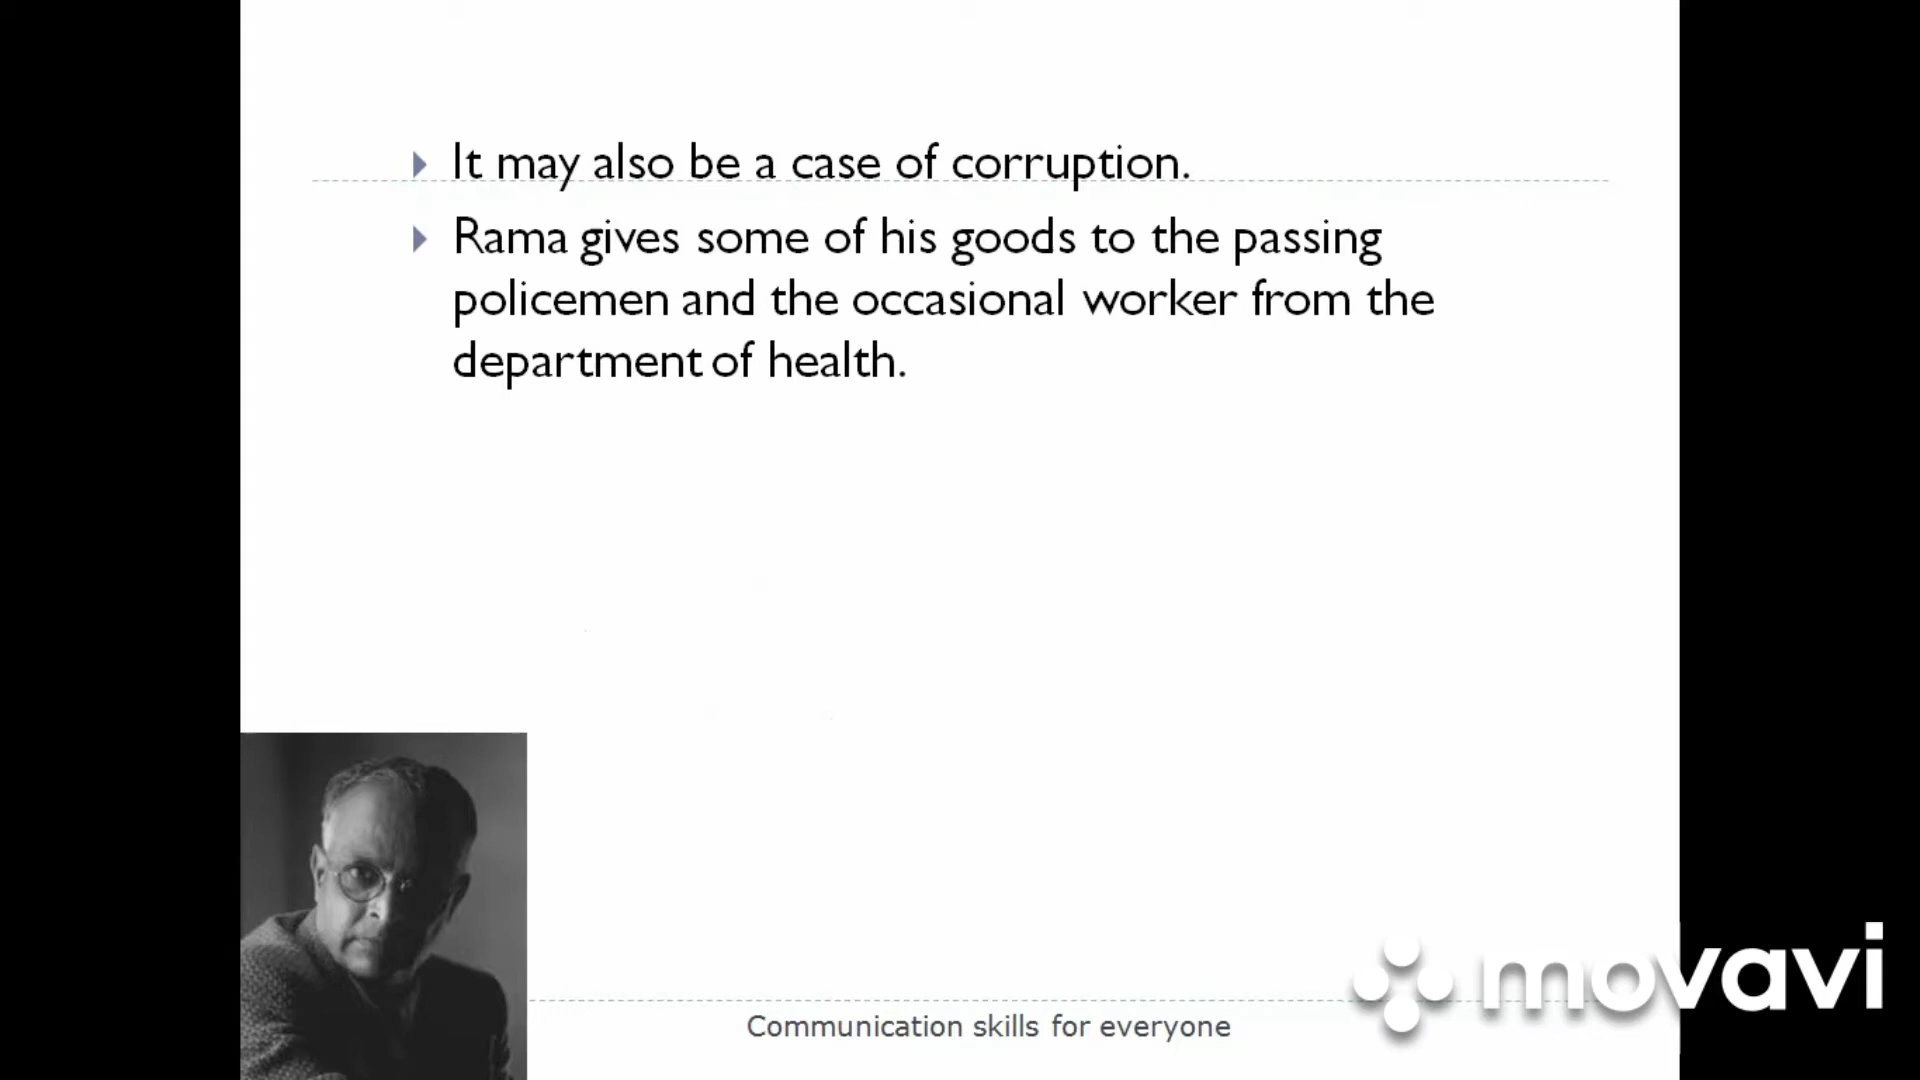 It may also be a case of corruption.
Rama gives some of his goods to the passing
policemen and the occasional worker from the
department of health.
movavi
Communication skills for everyone